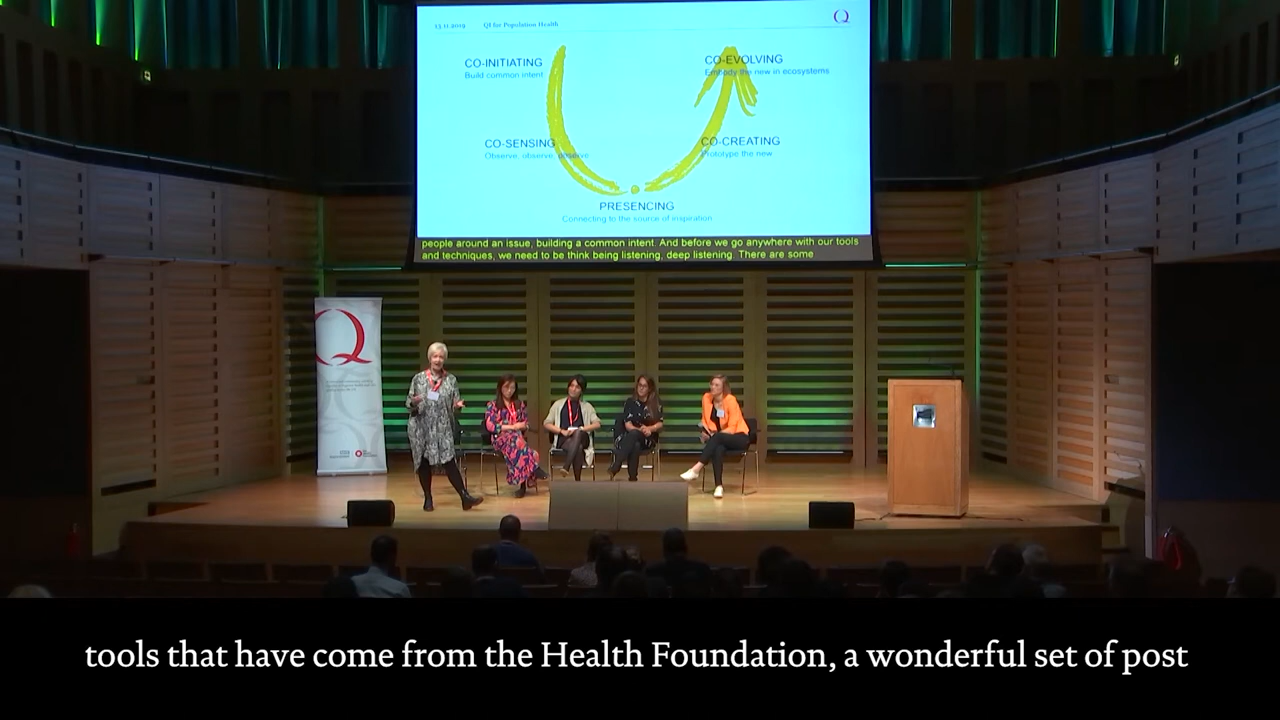 13.11.2019 QI for Population Health
Q
CO-INITIATING
Build common intent
CO-EVOLVING
Embody the new in ecosystems
CO-SENSING
Observe, observe, observe
CO-CREATING
Prototype the new
PRESENCING
Connecting to the source of inspiration
people around an issue, building a common intent. And before we go anywhere with our tools
and techniques, we need to be think being listening, deep listening. There are some
Q
tools that have come from the Health Foundation, a wonderful set of post